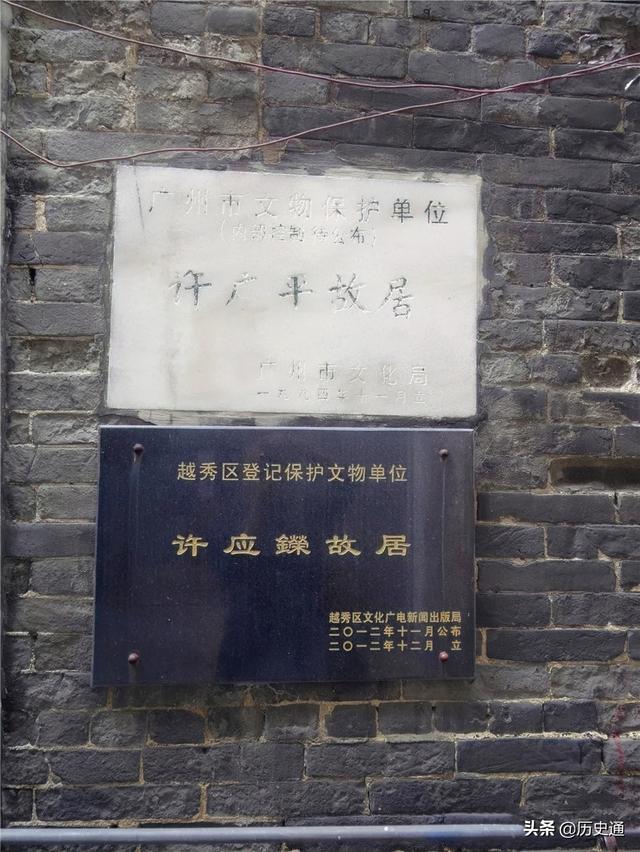 广州市文物保护单位
(内部控制 待公布)
许广平故居
广州市文化局
一九九四年十一月立
越秀区登记保护文物单位
许应鑅故居
越秀区文化广电新闻出版局
二〇一二年十一月公布
二〇一二年十二月 立
头条 @历史通